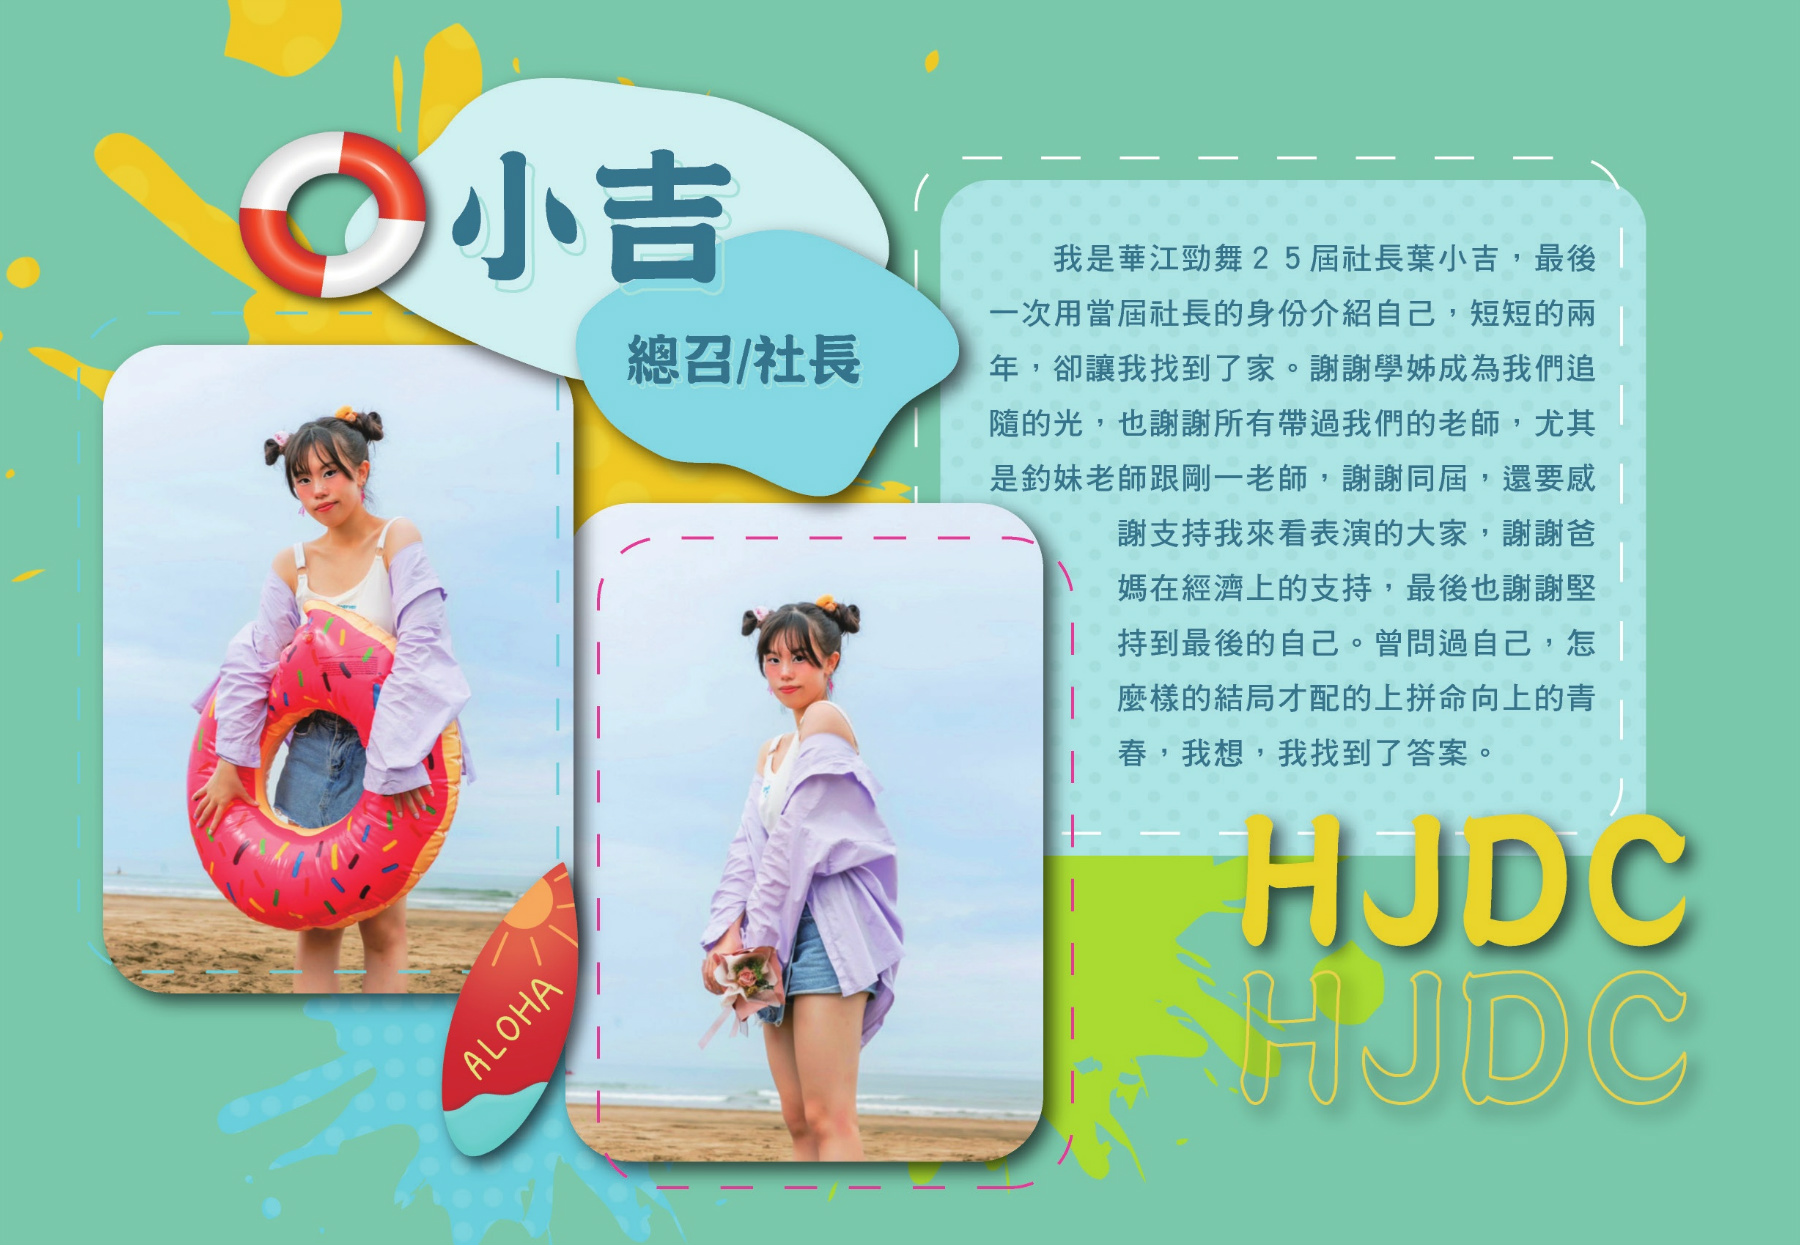 小吉
總召/社長
我是華江勁舞25屆社長葉小吉，最後
一次用當屆社長的身份介紹自己，短短的兩
年，卻讓我找到了家。謝謝學姊成為我們追
隨的光，也謝謝所有帶過我們的老師，尤其
是釣妹老師跟剛一老師，謝謝同屆，還要感
謝支持我來看表演的大家，謝謝爸
媽在經濟上的支持，最後也謝謝堅
持到最後的自己。曾問過自己，怎
麼樣的結局才配的上拼命向上的青
春，我想，我找到了答案。
ALOHA
HJDC
HJDC